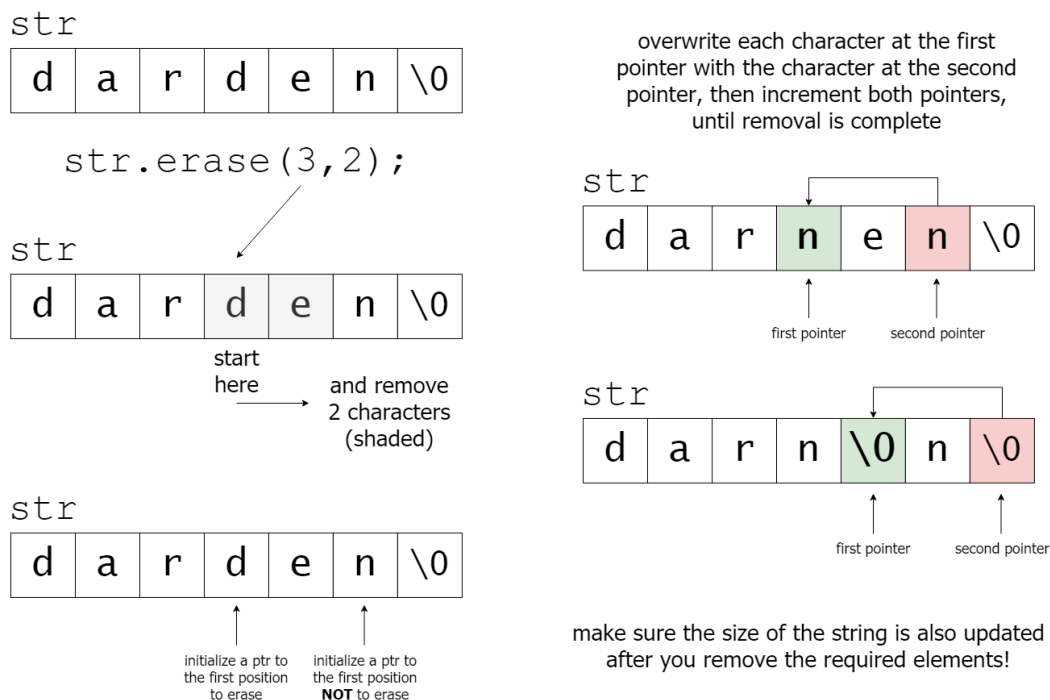 str
d a r d e n \0
str.erase(3,2);
str
d a r d e n \0
start
here
and remove
2 characters
(shaded)
str
d a r d e n \0
initialize a ptr to
the first position
to erase
initialize a ptr to
the first position
NOT to erase
overwrite each character at the first
pointer with the character at the second
pointer, then increment both pointers,
until removal is complete
str
d a r n e n \0
first pointer
second pointer
str
d a r n \0 n \0
first pointer
second pointer
make sure the size of the string is also updated
after you remove the required elements!